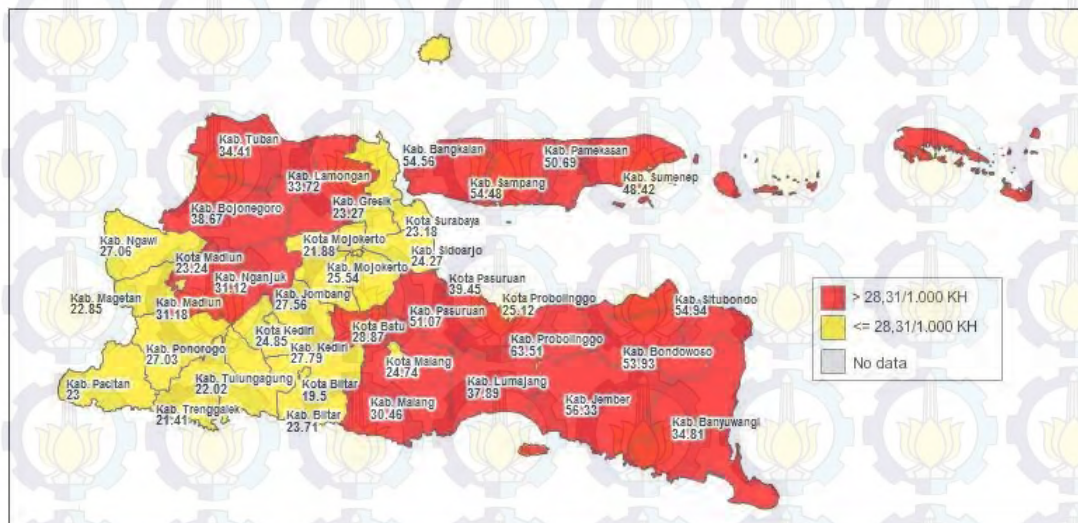 Kab. Tuban
34.41
Kab. Lamongan
33.72
Kab. Bojonegoro
38.67
Kab. Gresik
23.27
Kab. Bangkalan
54.56
Kab. Sampang
54.48
Kab. Pamekasan
50.69
Kab. Sumenep
48.42
Kota Surabaya
23.18
Kab. Sidoarjo
24.27
Kab. Ngawi
27.06
Kota Madiun
23.24
Kab. Nganjuk
31.12
Kota Mojokerto
21.88
Kab. Mojokerto
25.54
Kab. Magetan
22.85
Kab. Madiun
31.18
Kab. Jombang
27.56
Kota Pasuruan
39.45
Kab. Pasuruan
51.07
Kota Probolinggo
25.12
Kab. Situbondo
54.94
Kota Batu
28.87
Kab. Probolinggo
63.51
Kab. Bondowoso
53.93
Kab. Ponorogo
27.03
Kota Kediri
24.85
Kab. Kediri
27.79
Kota Malang
24.74
Kab. Pacitan
23
Kab. Tulungagung
22.02
Kota Blitar
19.5
Kab. Trenggalek
21.41
Kab. Blitar
23.71
Kab. Malang
30.46
Kab. Lumajang
37.89
Kab. Jember
56.33
Kab. Banyuwangi
34.81
> 28,31/1.000 KH
<= 28,31/1.000 KH
No data